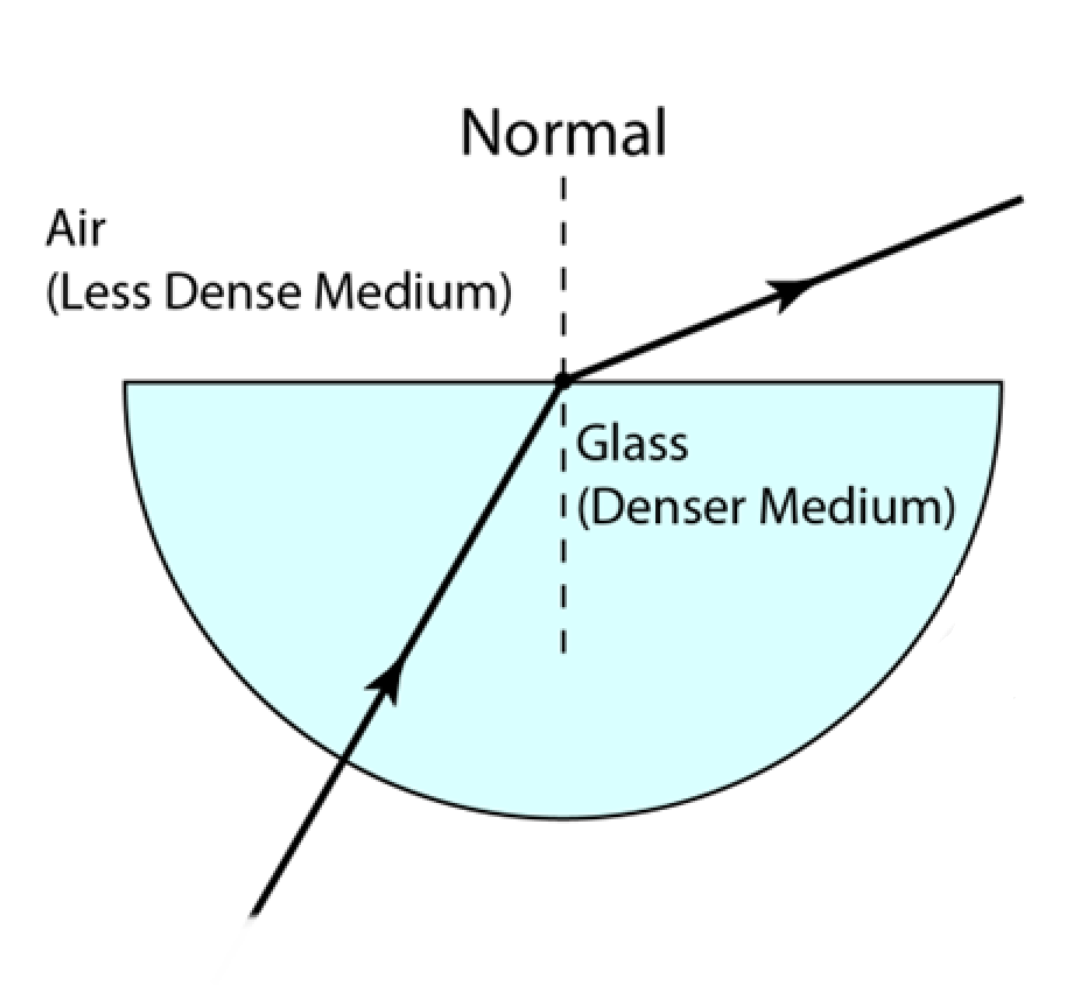 Normal
Air
(Less Dense Medium)
Glass
(Denser Medium)